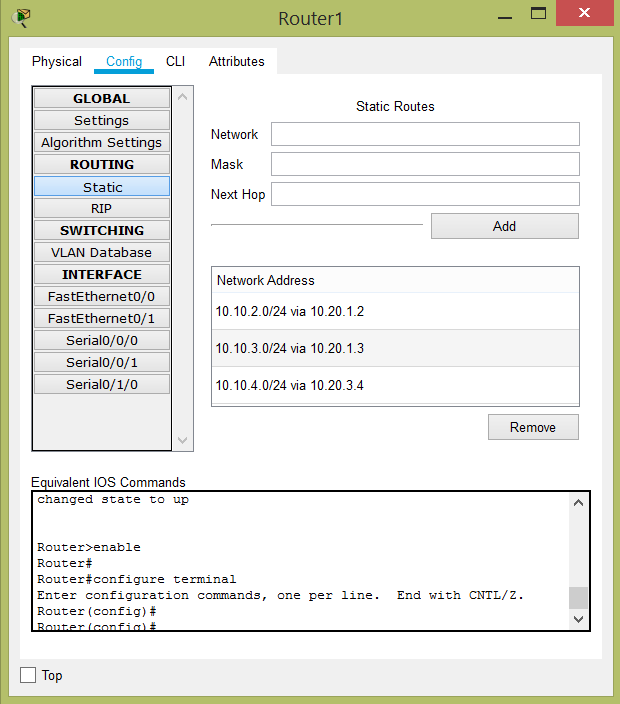 Router1
Physical Config CLI Attributes
GLOBAL
Settings
Algorithm Settings
ROUTING
Static
RIP
SWITCHING
VLAN Database
INTERFACE
FastEthernet0/0
FastEthernet0/1
Serial0/0/0
Serial0/0/1
Serial0/1/0
Static Routes
Network
Mask
Next Hop
Add
Network Address
10.10.2.0/24 via 10.20.1.2
10.10.3.0/24 via 10.20.1.3
10.10.4.0/24 via 10.20.3.4
Remove
Equivalent IOS Commands
changed state to up
Router>enable
Router#
Router#configure terminal
Enter configuration commands, one per line.  End with CNTL/Z.
Router(config)#
Router(config)#
Top